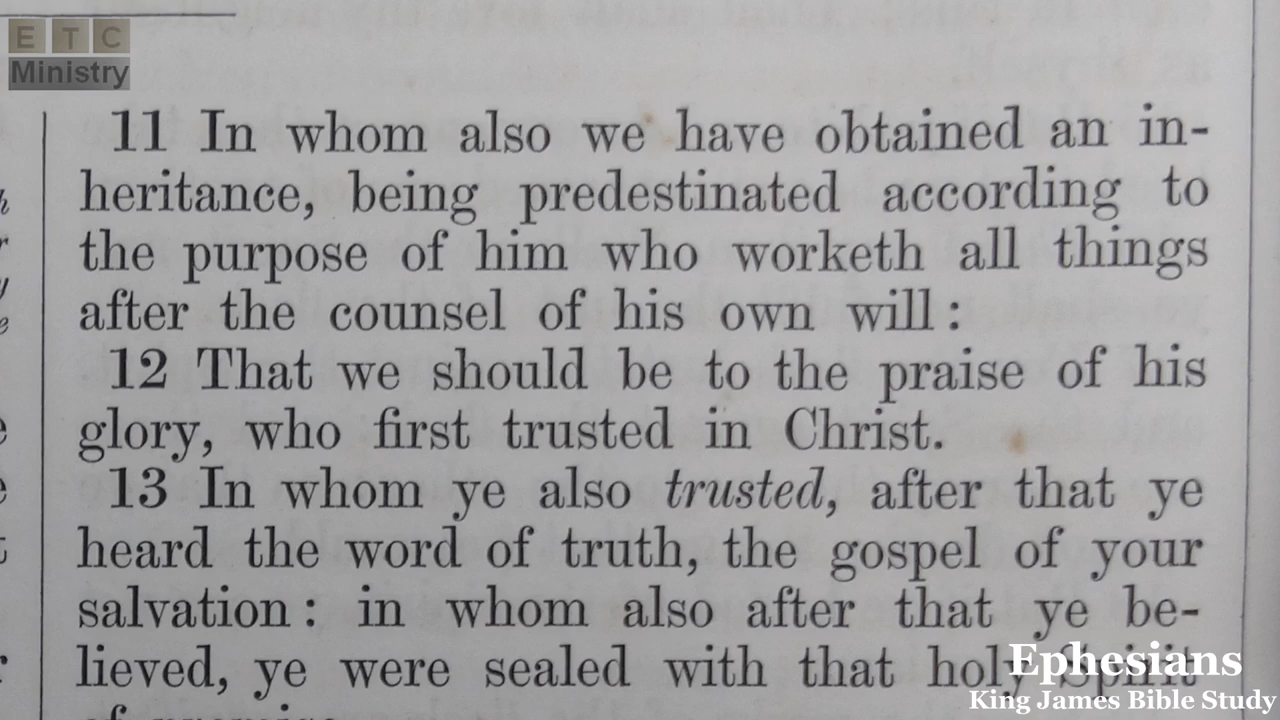 E T C
Ministry
11 In whom also we have obtained an in-
heritance, being predestinated according to
the purpose of him who worketh all things
after the counsel of his own will :
12 That we should be to the praise of his
glory, who first trusted in Christ.
13 In whom ye also trusted, after that ye
heard the word of truth, the gospel of your
salvation : in whom also after that ye be-
lieved, ye were sealed with that holy Spirit
of promise
Ephesians
King James Bible Study